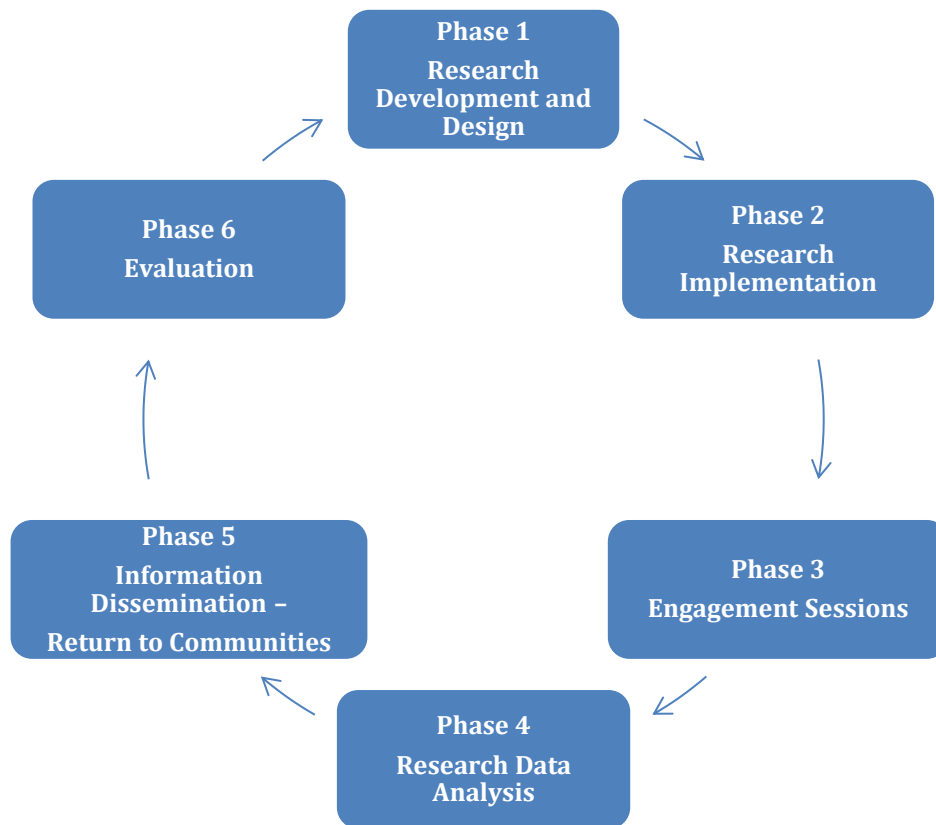 Phase 1
Research
Development and
Design
Phase 2
Research
Implementation
Phase 3
Engagement Sessions
Phase 4
Research Data
Analysis
Phase 5
Information
Dissemination –
Return to Communities
Phase 6
Evaluation